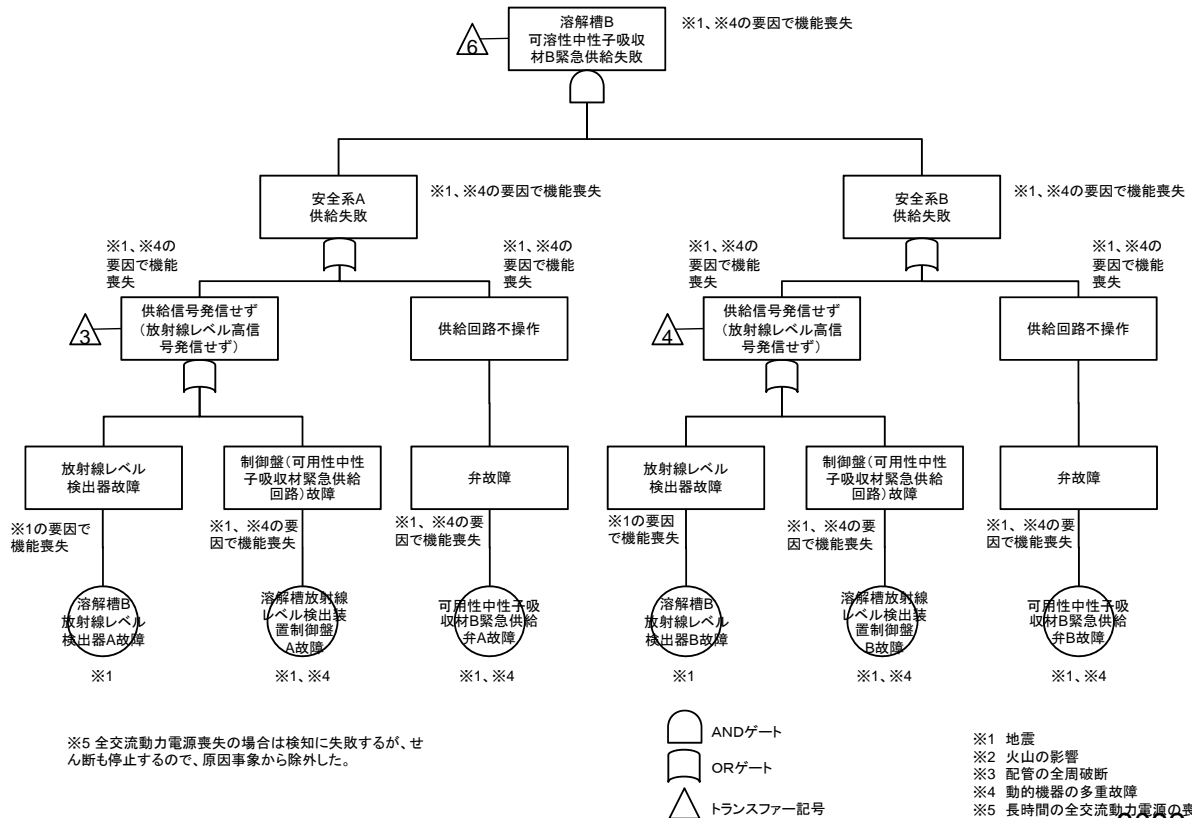 溶解槽B
可溶性中性子吸収
材B緊急供給失敗
※1、※4の要因で機能喪失
6
安全系A
供給失敗
※1、※4の要因で機能喪失
安全系B
供給失敗
※1、※4の要因で機能喪失
※1、※4の
要因で機能
喪失
※1、※4の
要因で機能
喪失
※1、※4の
要因で機能
喪失
※1、※4の
要因で機能
喪失
3
供給信号発信せず
(放射線レベル高信
号発信せず)
供給回路不操作
4
供給信号発信せず
(放射線レベル高信
号発信せず)
供給回路不操作
放射線レベル
検出器故障
制御盤(可用性中性
子吸収材緊急供給
回路)故障
弁故障
放射線レベル
検出器故障
制御盤(可用性中性
子吸収材緊急供給
回路)故障
弁故障
※1の要因で
機能喪失
※1、※4の要
因で機能喪失
※1、※4の要
因で機能喪失
※1の要因
で機能喪失
※1、※4の要
因で機能喪失
※1、※4の要
因で機能喪失
溶解槽B
放射線レベル
検出器A故障
溶解槽放射線
レベル検出装
置制御盤
A故障
可用性中性子吸
収材B緊急供給
弁A故障
溶解槽B
放射線レベル
検出器B故障
溶解槽放射線
レベル検出装
置制御盤
B故障
可用性中性子吸
収材B緊急供給
弁B故障
※1
※1、※4
※1、※4
※1
※1、※4
※1、※4
※5 全交流動力電源喪失の場合は検知に失敗するが、せ
ん断も停止するので、原因事象から除外した。
ANDゲート
ORゲート
トランスファー記号
※1 地震
※2 火山の影響
※3 配管の全周破断
※4 動的機器の多重故障
※5 長時間の全交流動力電源の喪